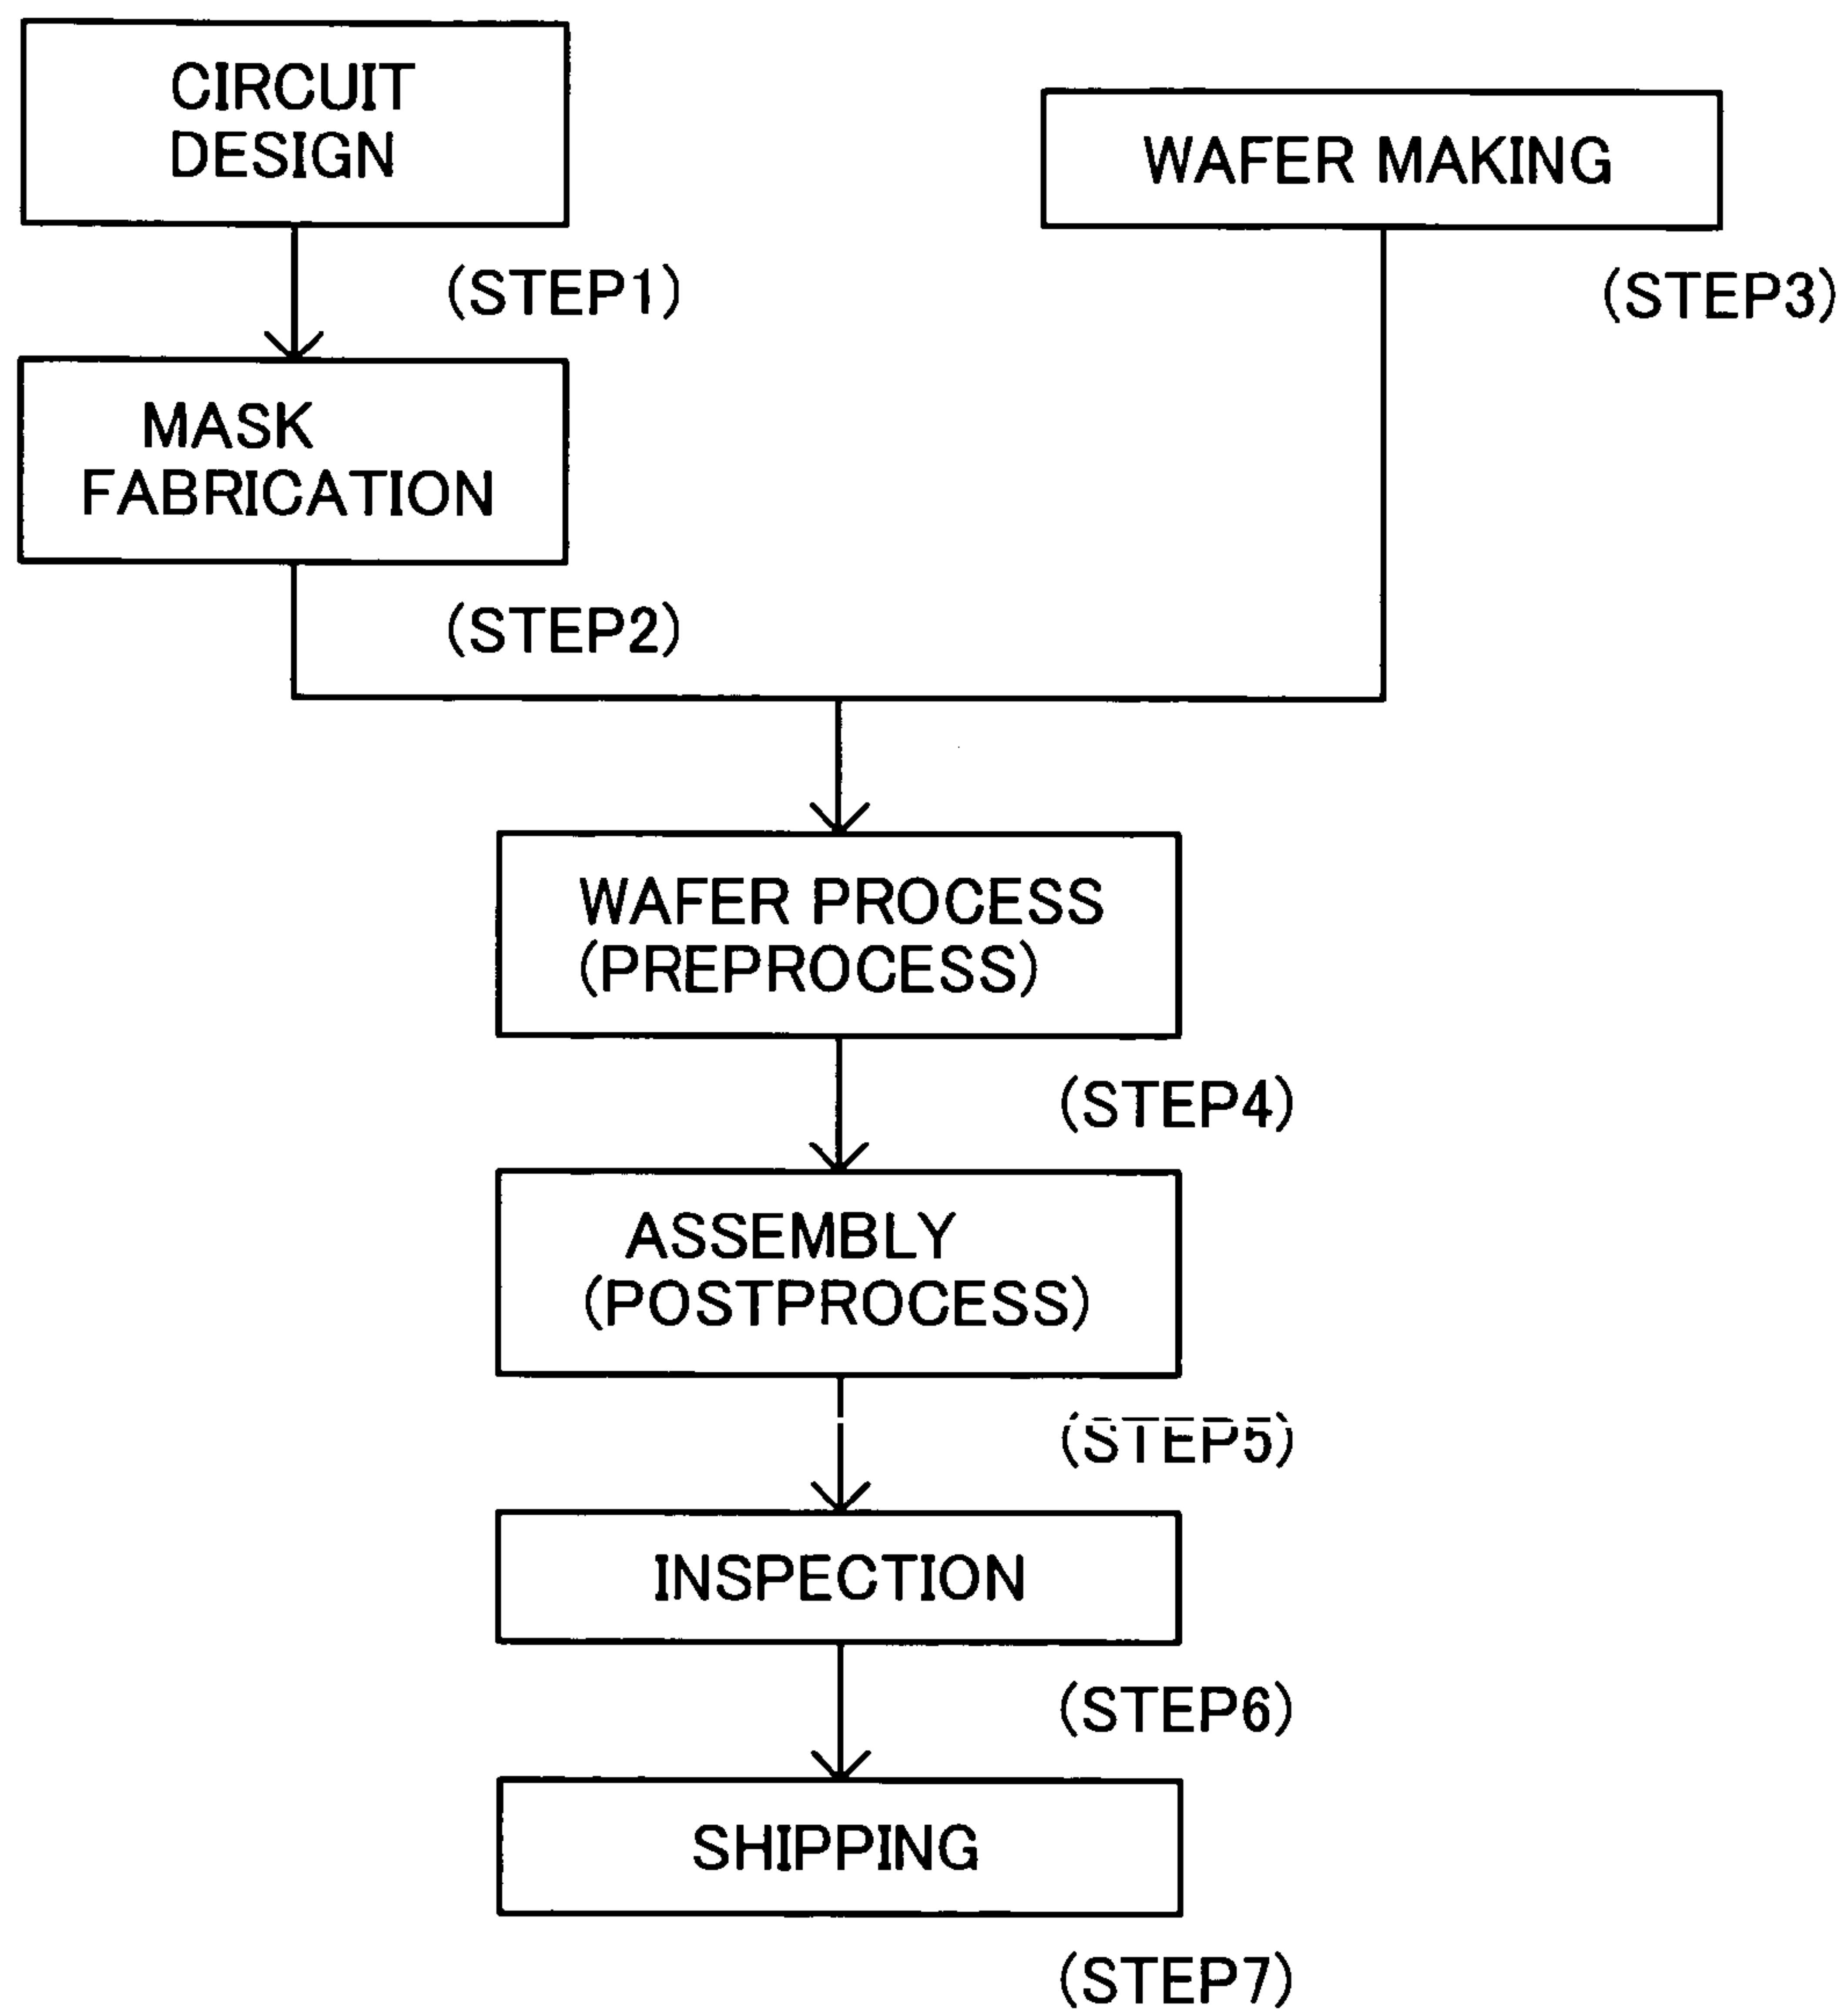 CIRCUIT
DESIGN
(STEP1)
MASK
FABRICATION
(STEP2)
WAFER MAKING
(STEP3)
WAFER PROCESS
(PREPROCESS)
(STEP4)
ASSEMBLY
(POSTPROCESS)
(STEP5)
INSPECTION
(STEP6)
SHIPPING
(STEP7)